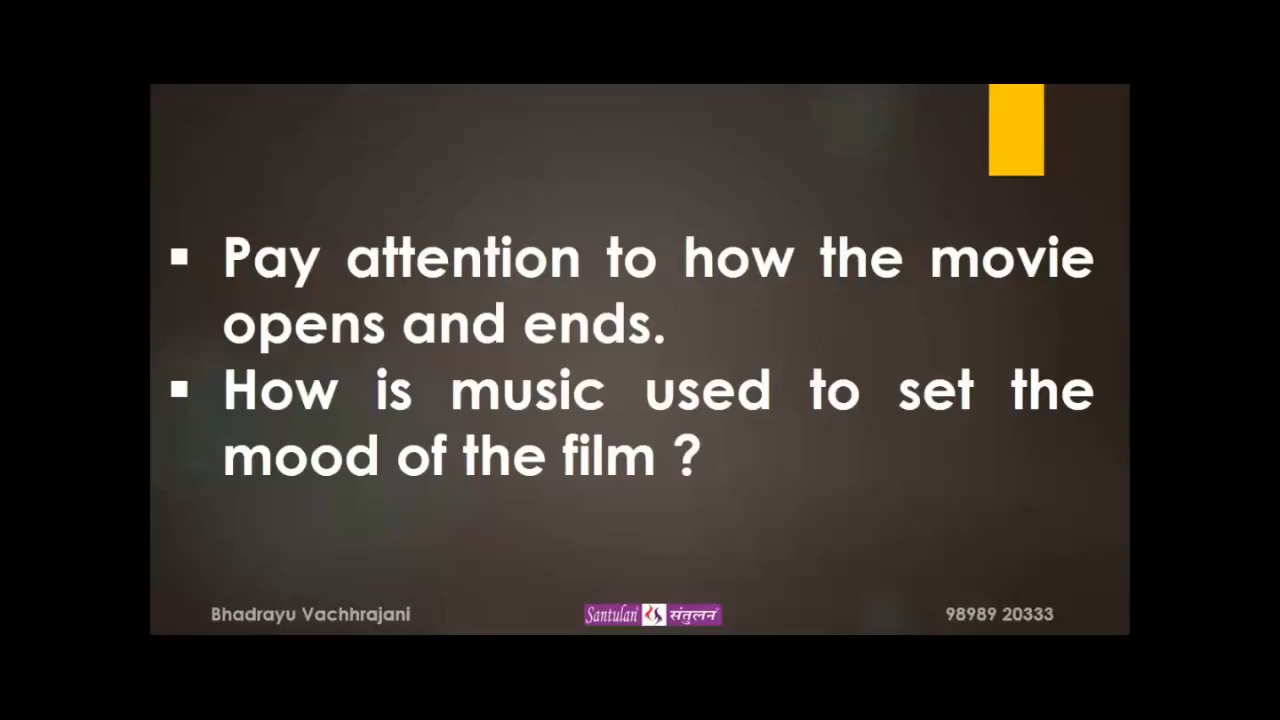 ▪ Pay attention to how the movie
opens and ends.
▪ How is music used to set the
mood of the film ?
Bhadrayu Vachhrajani
Santulan संतुलन
98989 20333